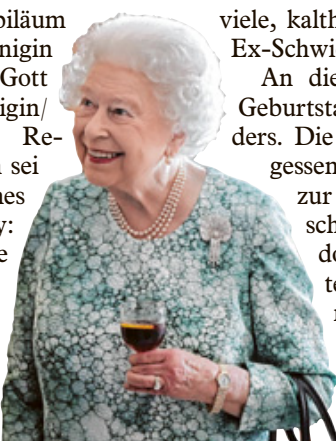 biläum
nigin
Gott
igin/
Re-
sei
nes
y:
e
viele, kalth
Ex-Schwi
An die
Geburtsta
ders. Die
gessen
zur
sch
do
te